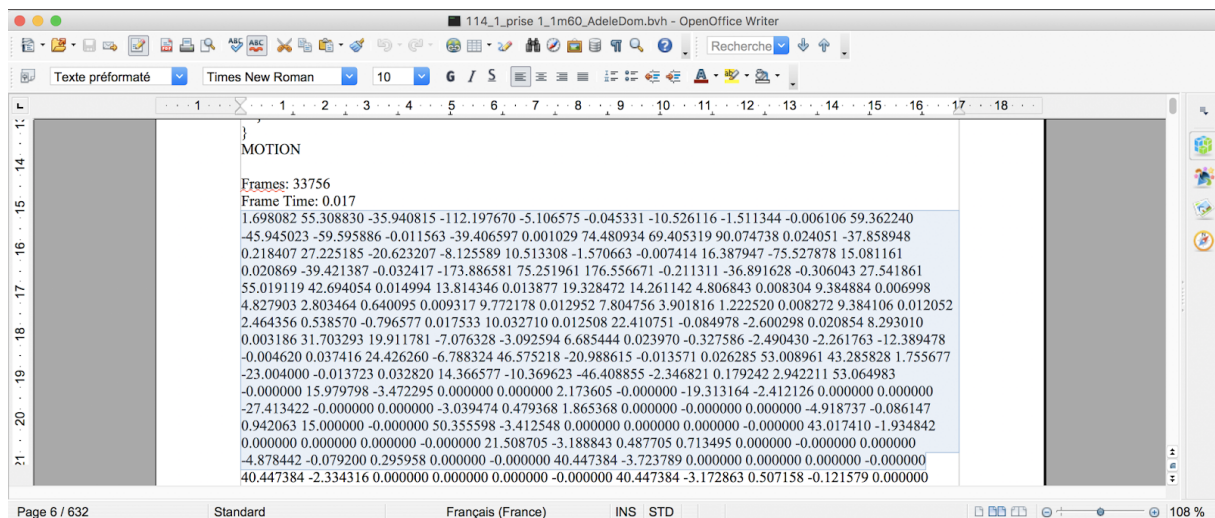 114_1_prise 1_1m60_AdeleDom.bvh - OpenOffice Writer
Recherche
Texte préformaté Times New Roman 10 G I S
1 1 2 3 4 5 6 7 8 9 10 11 12 13 14 15 16 17 18
}
MOTION
Frames: 33756
Frame Time: 0.017
1.698082 55.308830 -35.940815 -112.197670 -5.106575 -0.045331 -10.526116 -1.511344 -0.006106 59.362240
-45.945023 -59.595886 -0.011563 -39.406597 0.001029 74.480934 69.405319 90.074738 0.024051 -37.858948
0.218407 27.225185 -20.623207 -8.125589 10.513308 -1.570663 -0.007414 16.387947 -75.527878 15.081161
0.020869 -39.421387 -0.032417 -173.886581 75.251961 176.556671 -0.211311 -36.891628 -0.306043 27.541861
55.019119 42.694054 0.014994 13.814346 0.013877 19.328472 14.261142 4.806843 0.008304 9.384884 0.006998
4.827903 2.803464 0.640095 0.009317 9.772178 0.012952 7.804756 3.901816 1.222520 0.008272 9.384106 0.012052
2.464356 0.538570 -0.796577 0.017533 10.032710 0.012508 22.410751 -0.084978 -2.600298 0.020854 8.293010
0.003186 31.703293 19.911781 -7.076328 -3.092594 6.685444 0.023970 -0.327586 -2.490430 -2.261763 -12.389478
-0.004620 0.037416 24.426260 -6.788324 46.575218 -20.988615 -0.013571 0.026285 53.008961 43.285828 1.755677
-23.004000 -0.013723 0.032820 14.366577 -10.369623 -46.408855 -2.346821 0.179242 2.942211 53.064983
-0.000000 15.979798 -3.472295 0.000000 0.000000 2.173605 -0.000000 -19.313164 -2.412126 0.000000 0.000000
-27.413422 -0.000000 0.000000 -3.039474 0.479368 1.865368 0.000000 -0.000000 0.000000 -4.918737 -0.086147
0.942063 15.000000 -0.000000 50.355598 -3.412548 0.000000 0.000000 0.000000 -0.000000 43.017410 -1.934842
0.000000 0.000000 0.000000 -0.000000 21.508705 -3.188843 0.487705 0.713495 0.000000 -0.000000 0.000000
-4.878442 -0.079200 0.295958 0.000000 -0.000000 40.447384 -3.723789 0.000000 0.000000 0.000000 -0.000000
40.447384 -2.334316 0.000000 0.000000 0.000000 -0.000000 40.447384 -3.172863 0.507158 -0.121579 0.000000
Page 6 / 632 Standard Français (France) INS STD 108 %